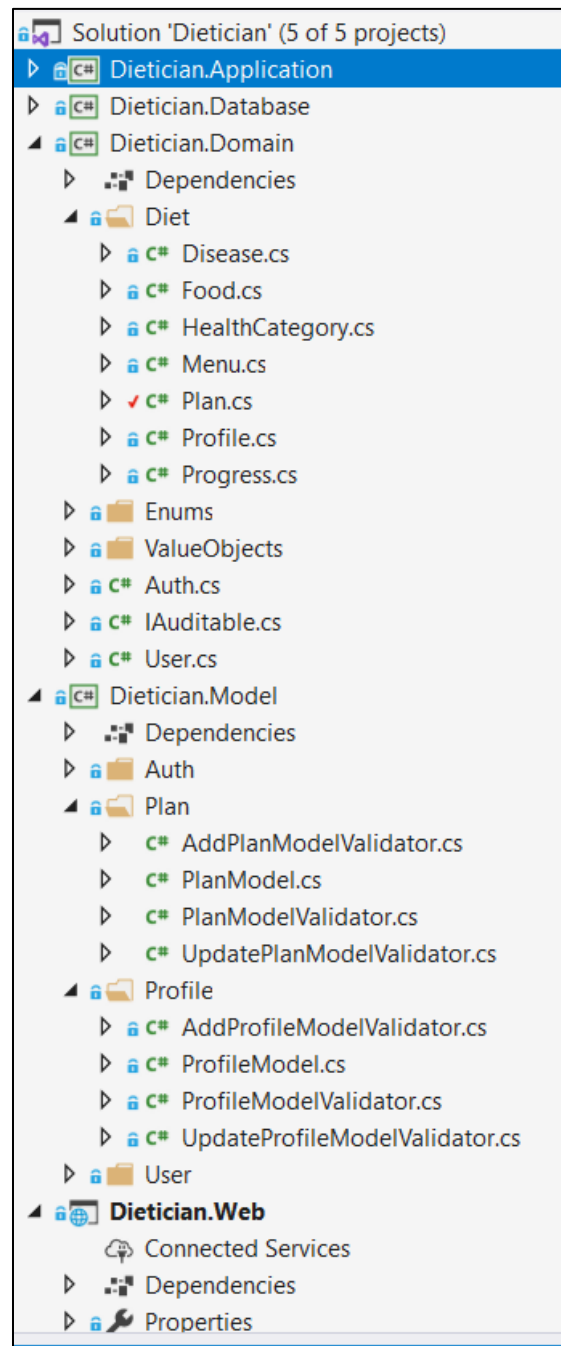 Solution 'Dietician' (5 of 5 projects)
C# Dietician.Application
C# Dietician.Database
C# Dietician.Domain
Dependencies
Diet
C# Disease.cs
C# Food.cs
C# HealthCategory.cs
C# Menu.cs
C# Plan.cs
C# Profile.cs
C# Progress.cs
Enums
ValueObjects
C# Auth.cs
C# IAuditable.cs
C# User.cs
C# Dietician.Model
Dependencies
Auth
Plan
C# AddPlanModelValidator.cs
C# PlanModel.cs
C# PlanModelValidator.cs
C# UpdatePlanModelValidator.cs
Profile
C# AddProfileModelValidator.cs
C# ProfileModel.cs
C# ProfileModelValidator.cs
C# UpdateProfileModelValidator.cs
User
Dietician.Web
Connected Services
Dependencies
Properties